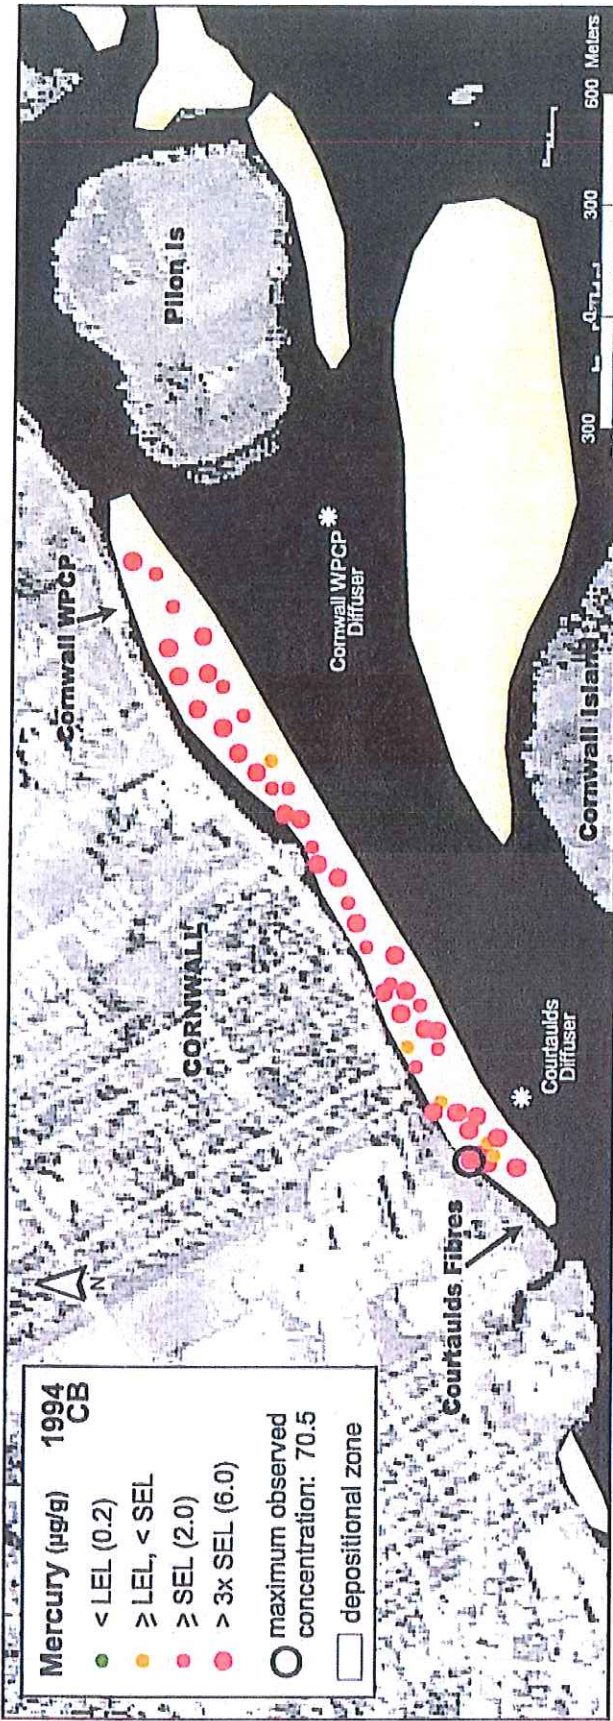 Mercury (µg/g) 1994
CB
< LEL (0.2)
≥ LEL, < SEL
≥ SEL (2.0)
> 3x SEL (6.0)
maximum observed
concentration: 70.5
depositional zone
N
CORNWALL
Cornwall WPCP
Pilon Is
Courtaulds Fibres
Courtaulds
Diffuser
Cornwall WPCP
Diffuser
Cornwall Island
300 0 300 600 Meters